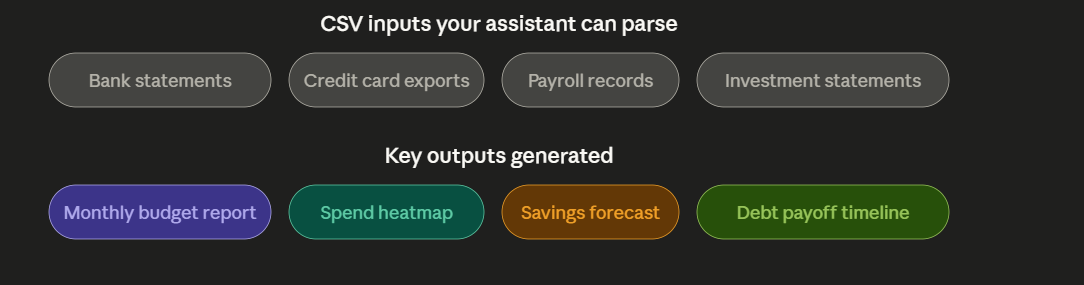 CSV inputs your assistant can parse
Bank statements
Credit card exports
Payroll records
Investment statements
Key outputs generated
Monthly budget report
Spend heatmap
Savings forecast
Debt payoff timeline